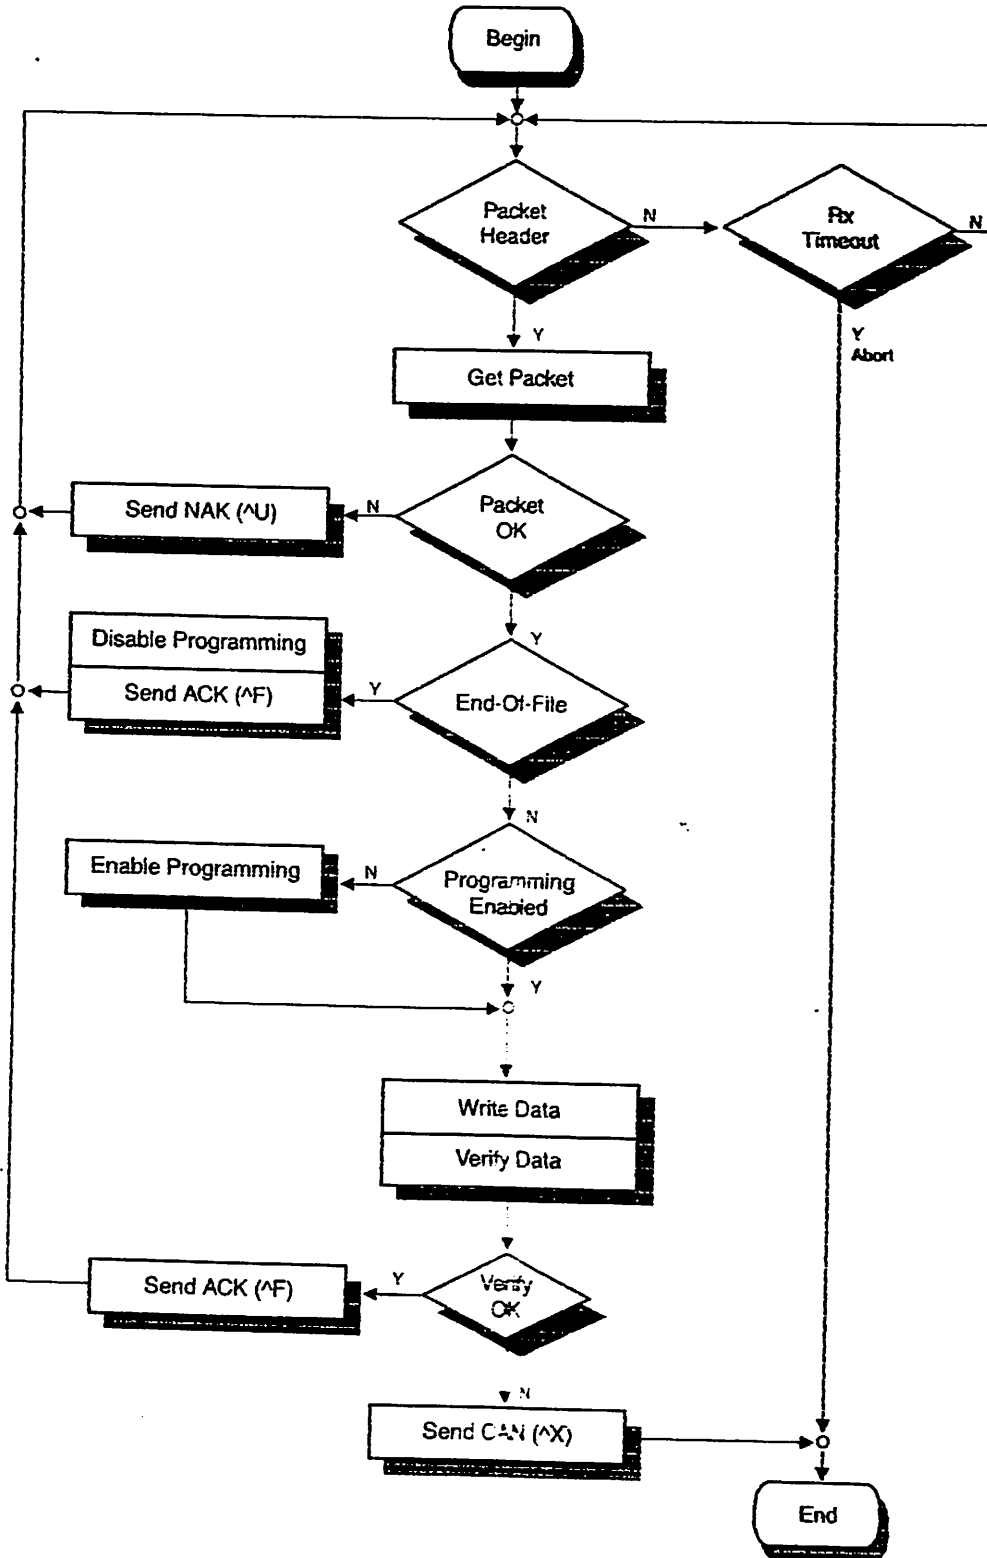 Begin
Packet
Header
N
Rx
Timeout
N
Y
Y
Abort
Get Packet
Send NAK (^U)
N
Packet
OK
Disable Programming
Y
Send ACK (^F)
Y
End-Of-File
N
Enable Programming
N
Programming
Enabled
Y
Write Data
Verify Data
Send ACK (^F)
Y
Verify
OK
N
Send CAN (^X)
End